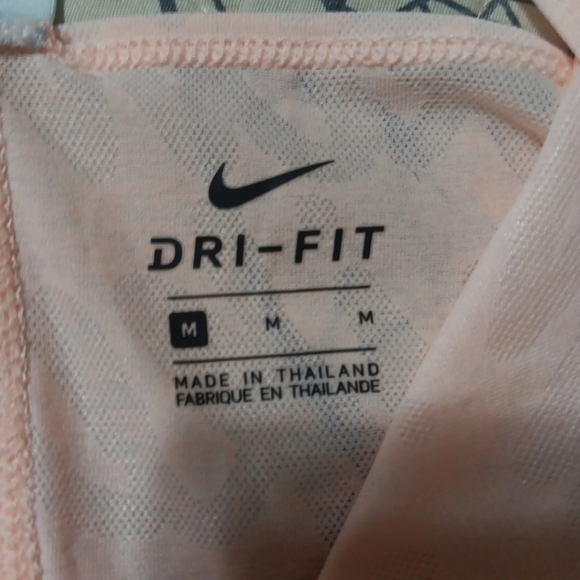 DRI-FIT
M M M
MADE IN THAILAND
FABRIQUE EN THAILANDE